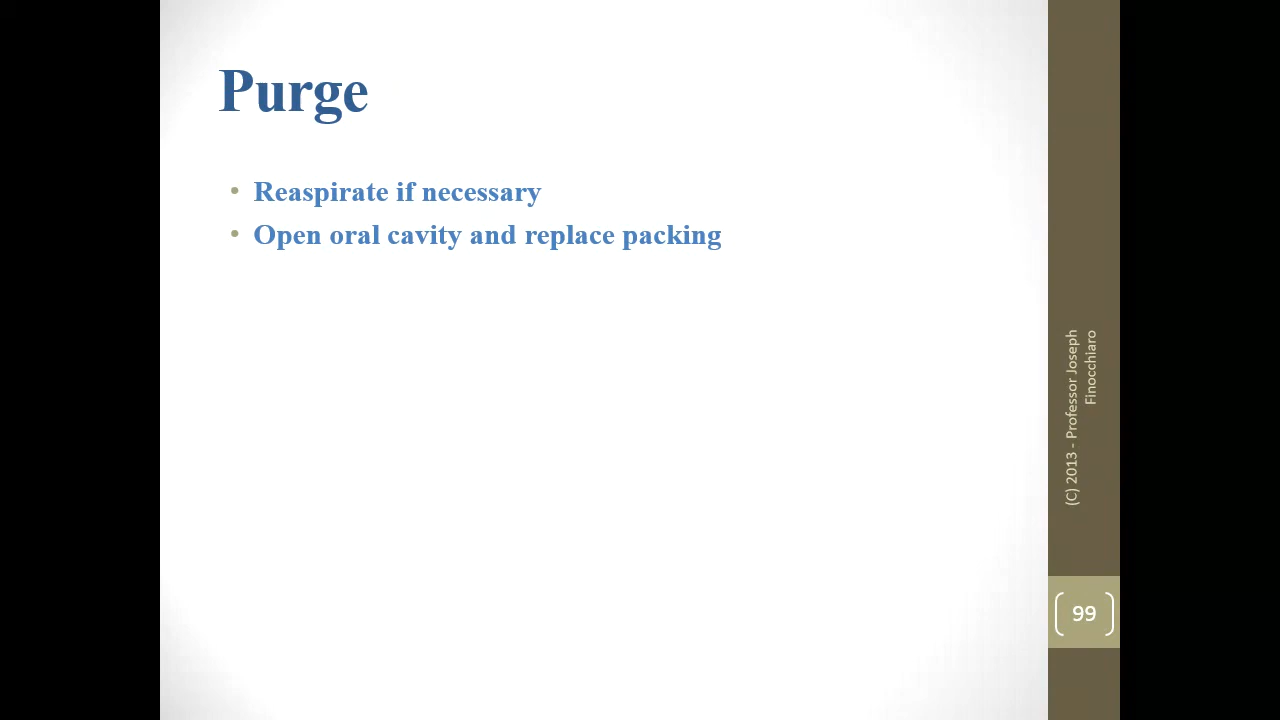 Purge
• Reaspirate if necessary
• Open oral cavity and replace packing
(C) 2013 - Professor Joseph
Finocchiaro
99